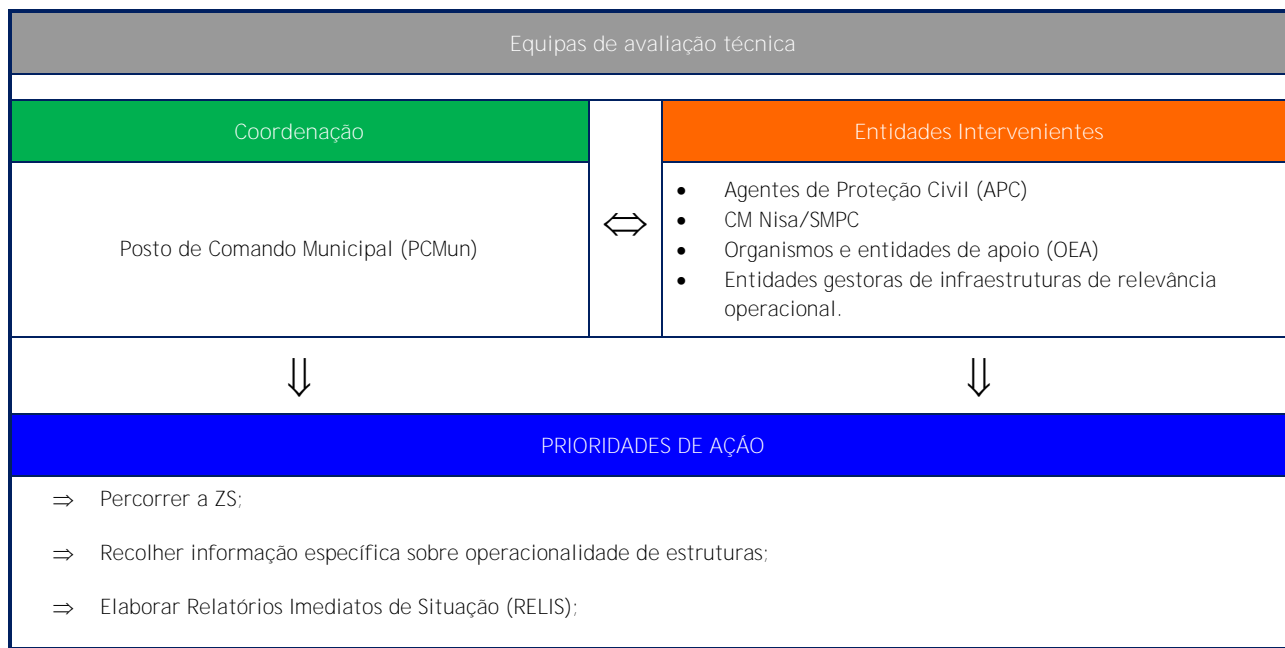 Equipas de avaliação técnica
Coordenação
Posto de Comando Municipal (PCMun)
⇔
Entidades Intervenientes
• Agentes de Proteção Civil (APC)
• CM Nisa/SMPC
• Organismos e entidades de apoio (OEA)
• Entidades gestoras de infraestruturas de relevância
operacional.
⇓ ⇓
PRIORIDADES DE AÇÁO
⇒ Percorrer a ZS;
⇒ Recolher informação específica sobre operacionalidade de estruturas;
⇒ Elaborar Relatórios Imediatos de Situação (RELIS);